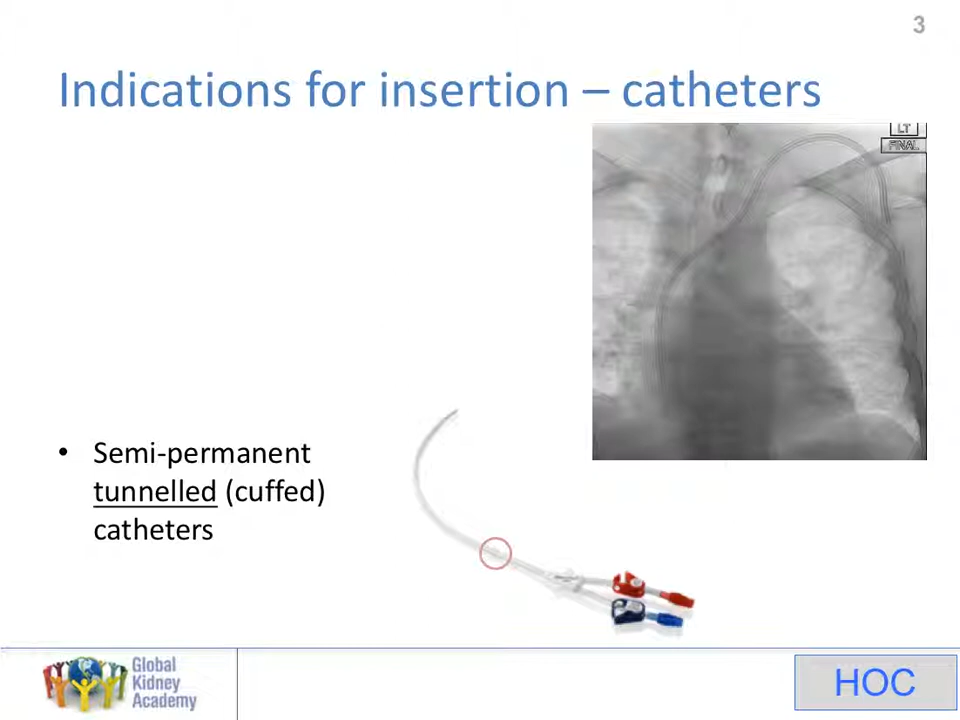 3
Indications for insertion – catheters
LT
FINAL
• Semi-permanent
tunnelled (cuffed)
catheters
Global
Kidney
Academy
HOC